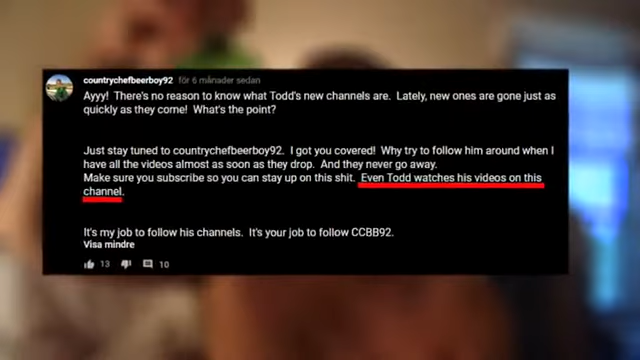 countrychefbeerboy92 för 6 månader sedan
Ayyy! There's no reason to know what Todd's new channels are. Lately, new ones are gone just as
quickly as they come! What's the point?
Just stay tuned to countrychefbeerboy92. I got you covered! Why try to follow him around when I
have all the videos almost as soon as they drop. And they never go away.
Make sure you subscribe so you can stay up on this shit. Even Todd watches his videos on this
channel.
It's my job to follow his channels. It's your job to follow CCBB92.
Visa mindre
13 10